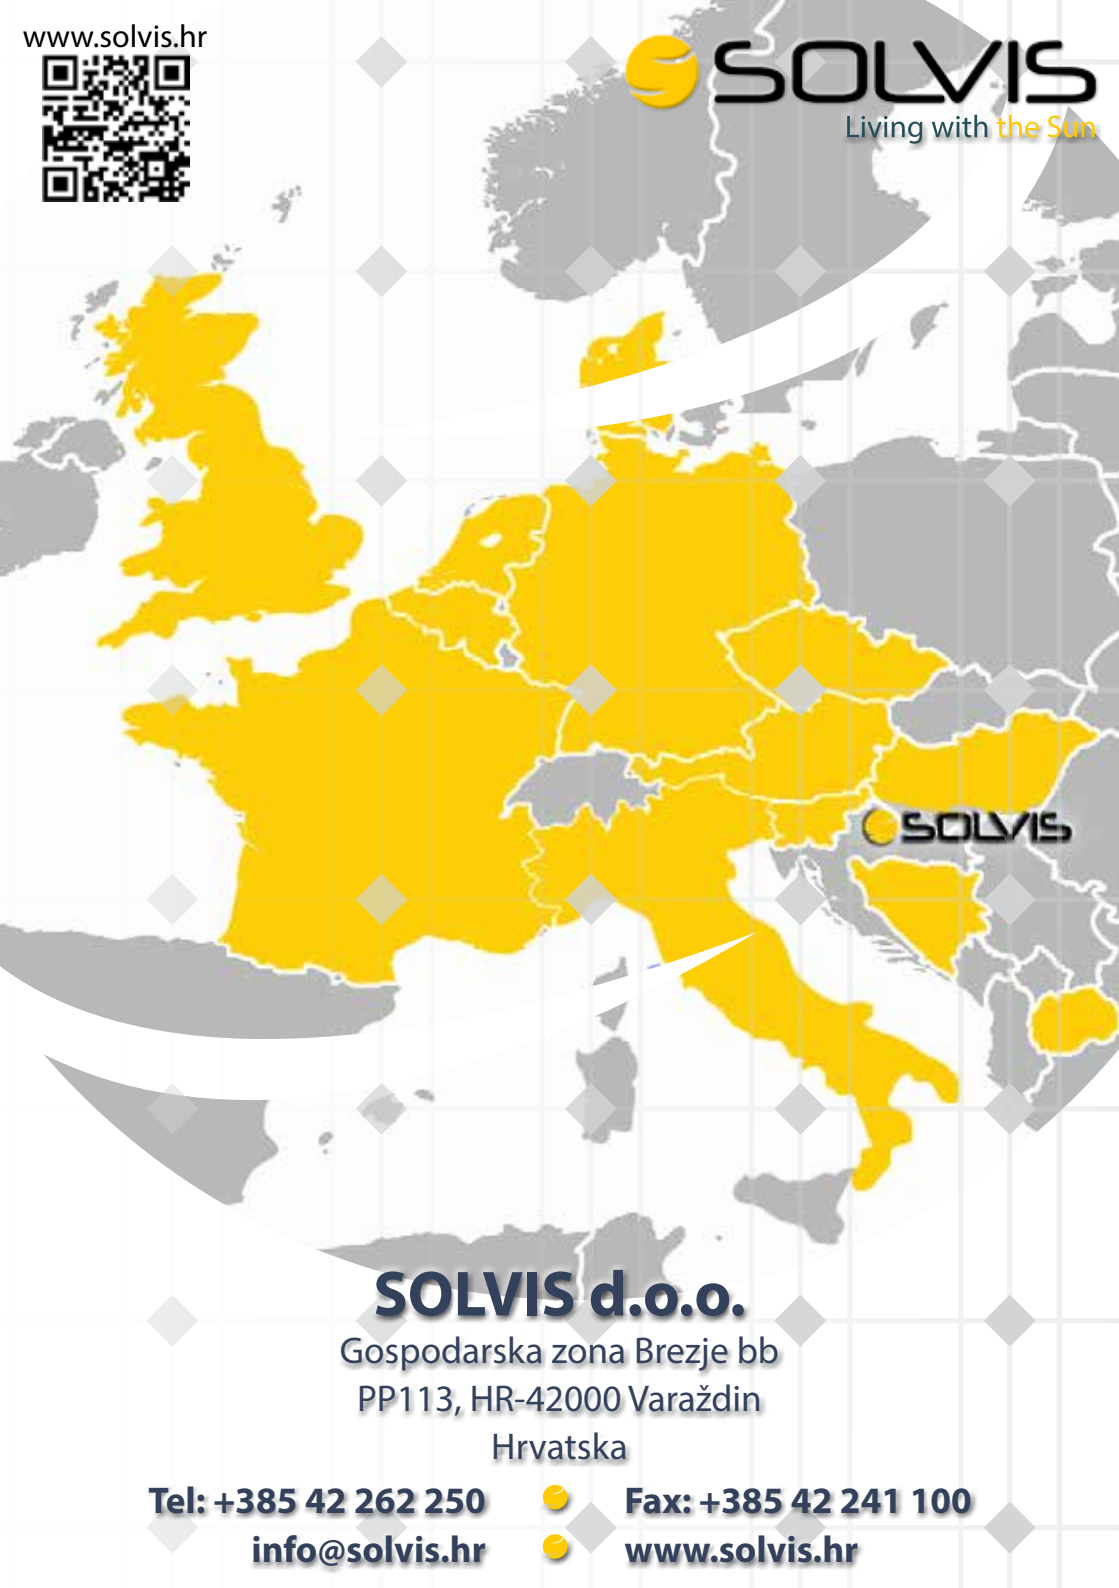 www.solvis.hr
SOLVIS
Living with the Sun
SOLVIS
SOLVIS d.o.o.
Gospodarska zona Brezje bb
PP113, HR-42000 Varaždin
Hrvatska
Tel: +385 42 262 250 Fax: +385 42 241 100
info@solvis.hr www.solvis.hr